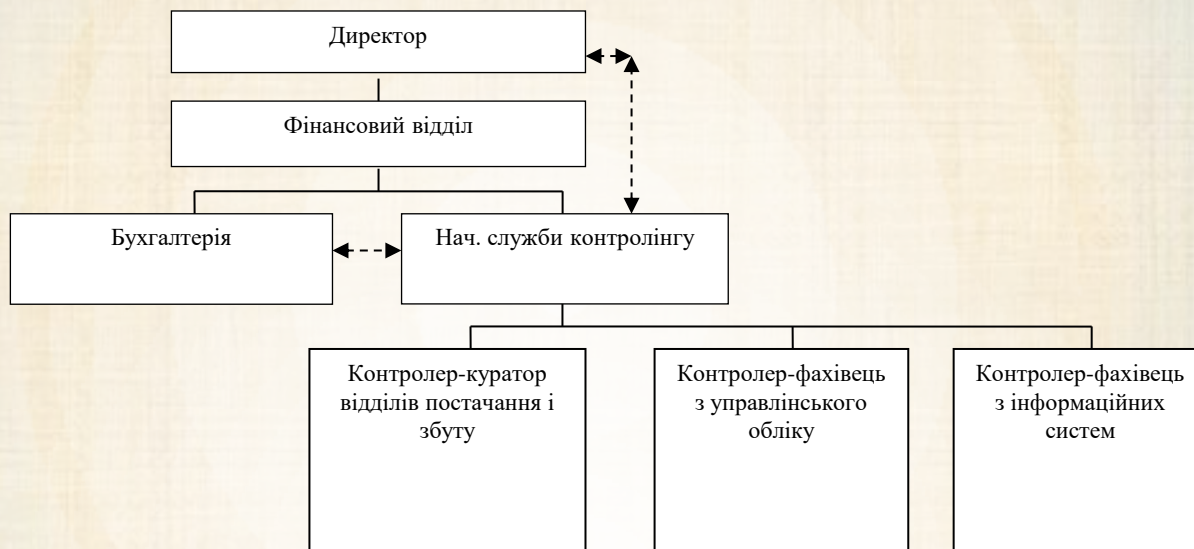 Директор
Фінансовий відділ
Бухгалтерія
Нач. служби контролінгу
Контролер-куратор
відділів постачання і
збуту
Контролер-фахівець
з управлінського
обліку
Контролер-фахівець
з інформаційних
систем